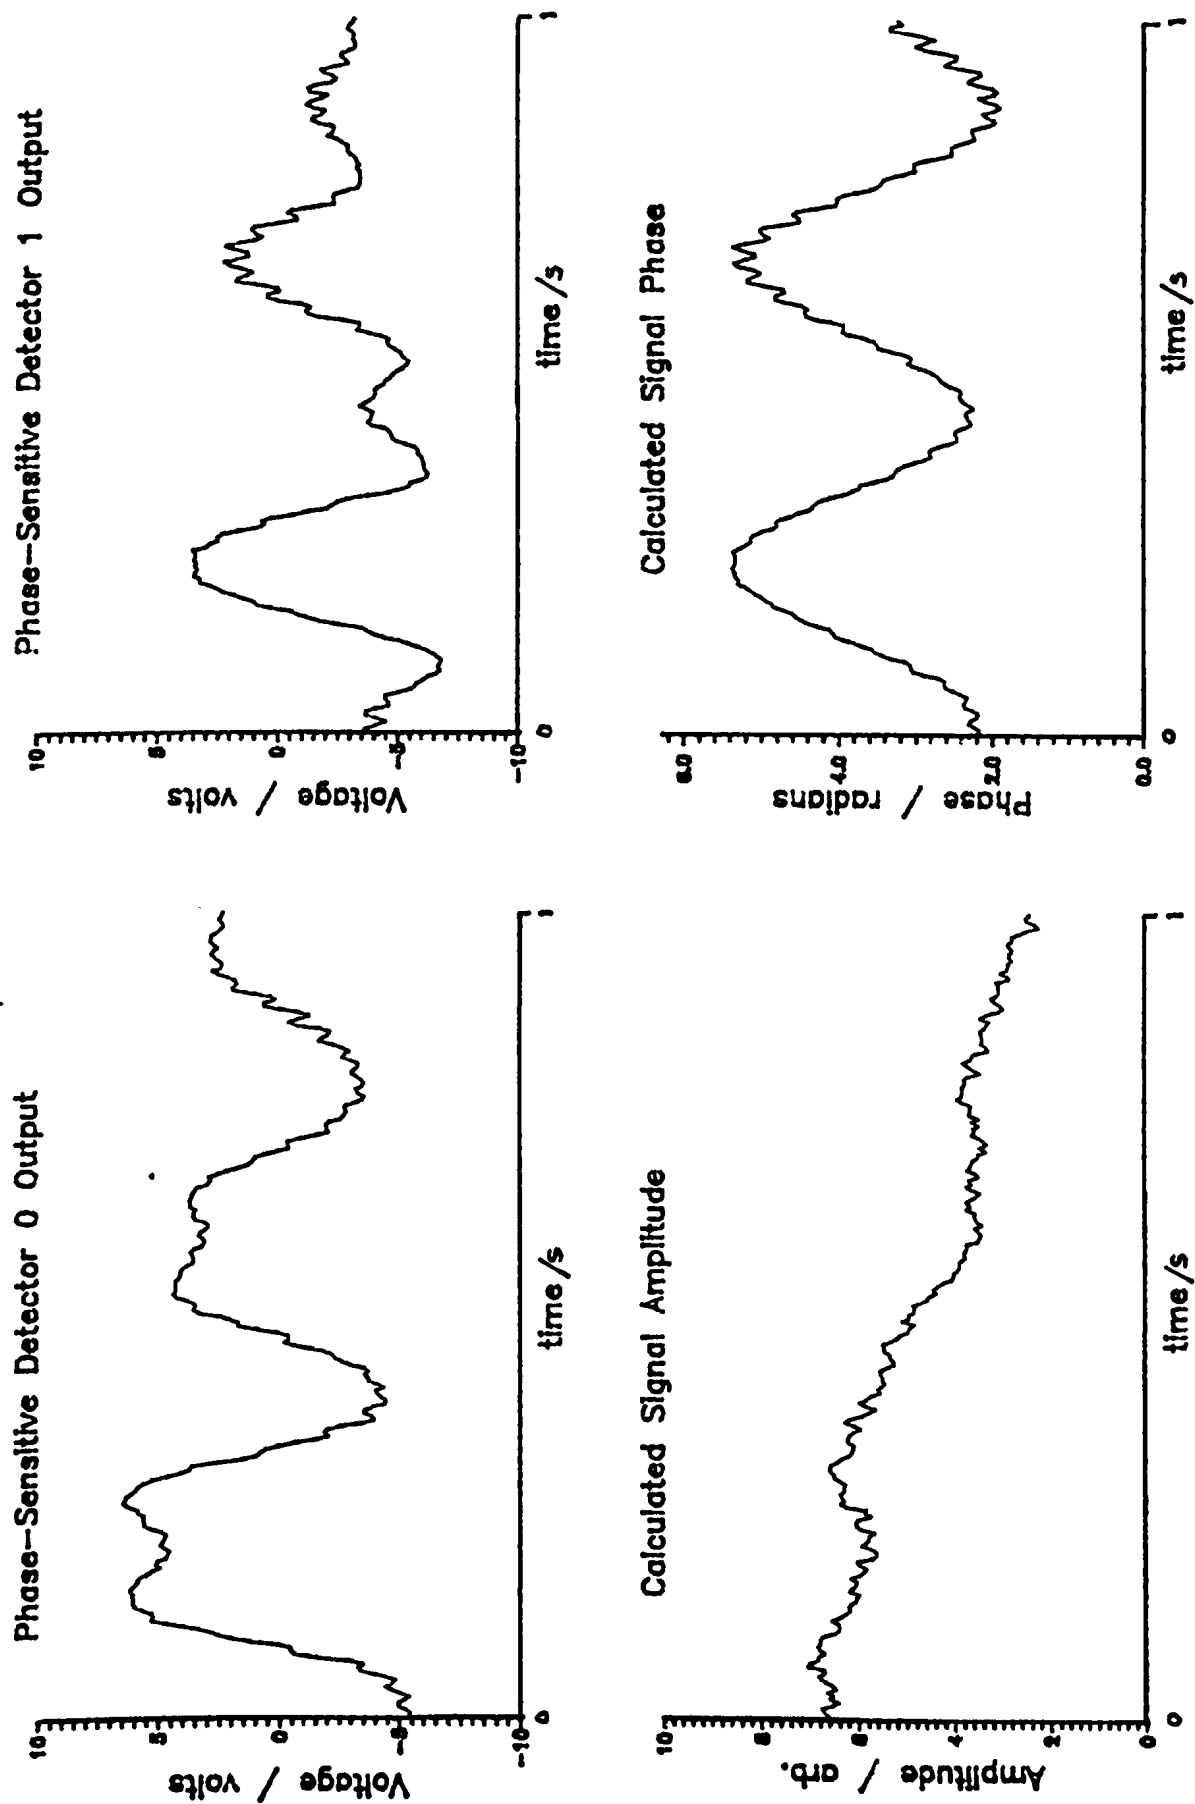 Phase-Sensitive Detector 0 Output
10
5
0
-5
-10
Voltage / volts
0
1
time/s
Phase-Sensitive Detector 1 Output
10
5
0
-5
-10
Voltage / volts
0
1
time/s
Calculated Signal Amplitude
10
8
6
4
2
0
Amplitude / arb.
0
1
time/s
Calculated Signal Phase
6.0
4.0
2.0
0.0
Phase / radians
0
1
time/s